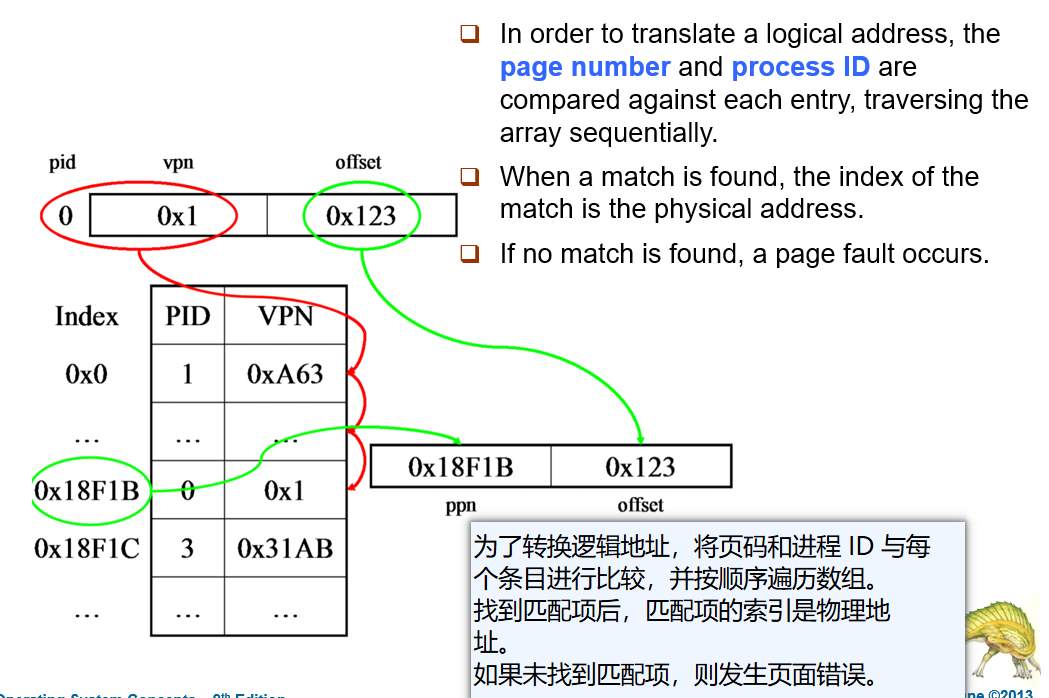 In order to translate a logical address, the
page number and process ID are
compared against each entry, traversing the
array sequentially.
When a match is found, the index of the
match is the physical address.
If no match is found, a page fault occurs.
pid vpn offset
0 0x1 0x123
Index PID VPN
0x0 1 0xA63
... ... ...
0x18F1B 0 0x1
0x18F1C 3 0x31AB
... ... ...
0x18F1B 0x123
ppn offset
为了转换逻辑地址，将页码和进程 ID 与每
个条目进行比较，并按顺序遍历数组。
找到匹配项后，匹配项的索引是物理地
址。
如果未找到匹配项，则发生页面错误。
Operating System Concepts – 9th Edition
ne ©2013